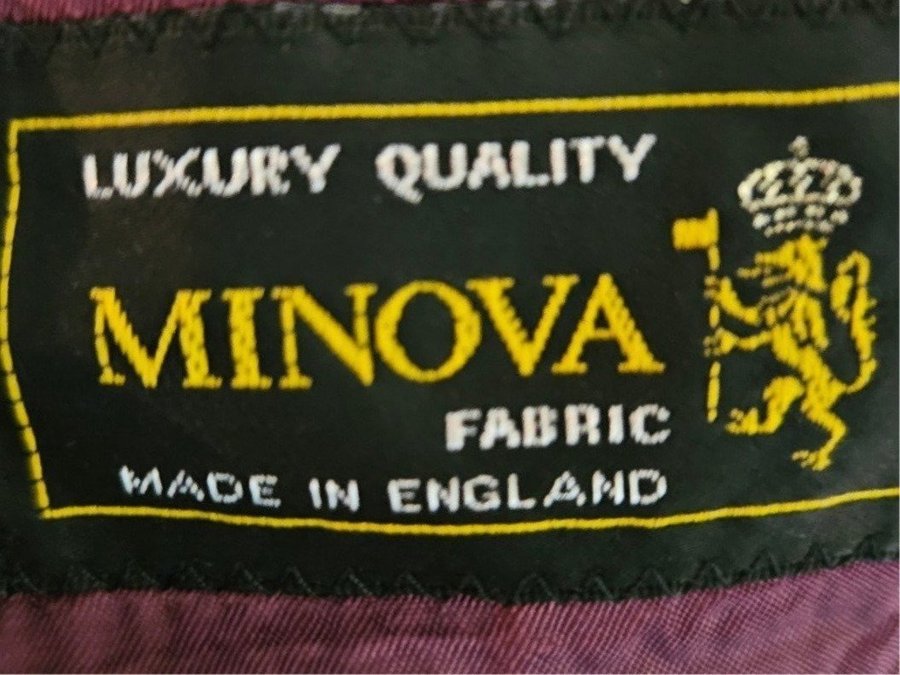 LUXURY QUALITY
MINOVA
FABRIC
MADE IN ENGLAND